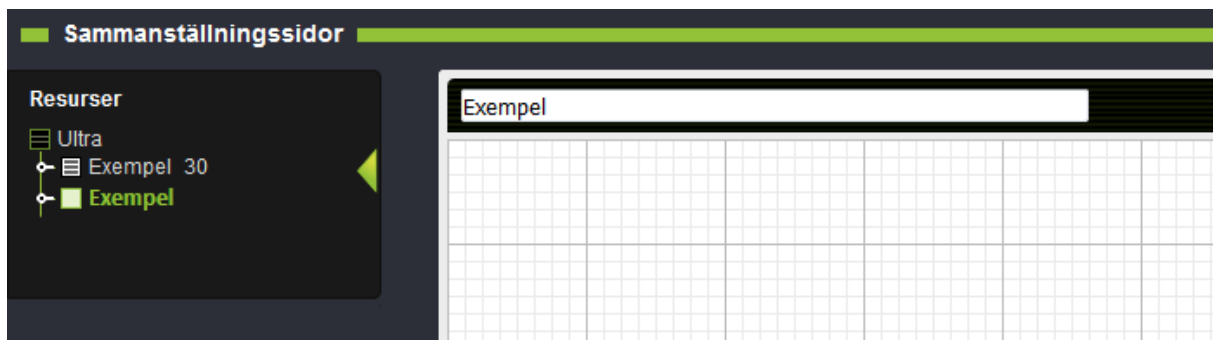 Sammanställningssidor
Resurser
Ultra
Exempel 30
Exempel
Exempel